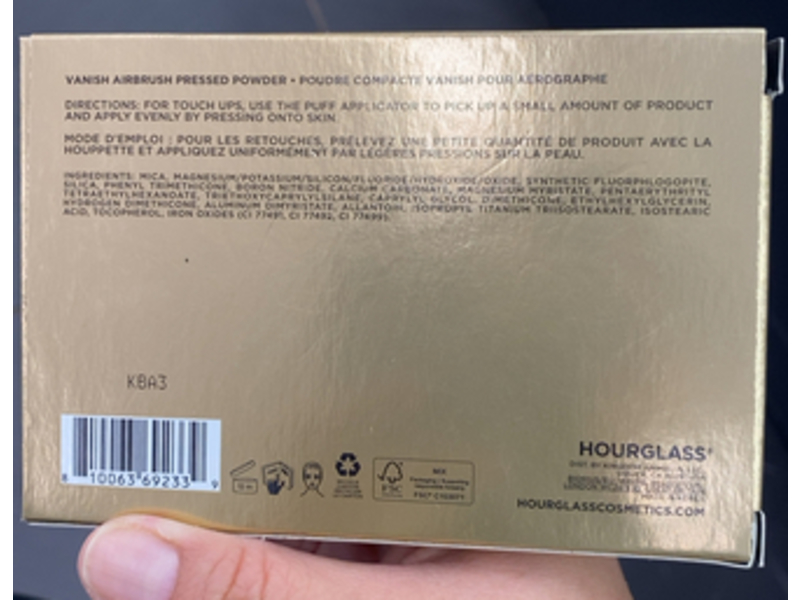 VANISH AIRBRUSH PRESSED POWDER • POUDRE COMPACTE VANISH POUR AÉROGRAPHE
DIRECTIONS: FOR TOUCH UPS, USE THE PUFF APPLICATOR TO PICK UP A SMALL AMOUNT OF PRODUCT
AND APPLY EVENLY BY PRESSING ONTO SKIN.
MODE D'EMPLOI : POUR LES RETOUCHES, PRÉLEVEZ UNE PETITE QUANTITÉ DE PRODUIT AVEC LA
HOUPPETTE ET APPLIQUEZ UNIFORMÉMENT PAR LÉGÈRES PRESSIONS SUR LA PEAU.
INGREDIENTS: MICA, MAGNESIUM/POTASSIUM/SILICON/FLUORIDE/HYDROXIDE/OXIDE, SYNTHETIC FLUORPHLOGOPITE,
SILICA, PHENYL TRIMETHICONE, BORON NITRIDE, CALCIUM CARBONATE, MAGNESIUM MYRISTATE, PENTAERYTHRITYL
TETRAETHYLHEXANOATE, TRIETHOXYCAPRYLYLSILANE, CAPRYLYL GLYCOL, DIMETHICONE, ETHYLHEXYLGLYCERIN,
HYDROGEN DIMETHICONE, ALUMINUM DIMYRISTATE, ALLANTOIN, ISOPROPYL TITANIUM TRIISOSTEARATE, ISOSTEARIC
ACID, TOCOPHEROL, IRON OXIDES (CI 77491, CI 77492, CI 77499).
KBA3
8 10063 69233 9
FSC
MIX
HOURGLASS
HOURGLASSCOSMETICS.COM